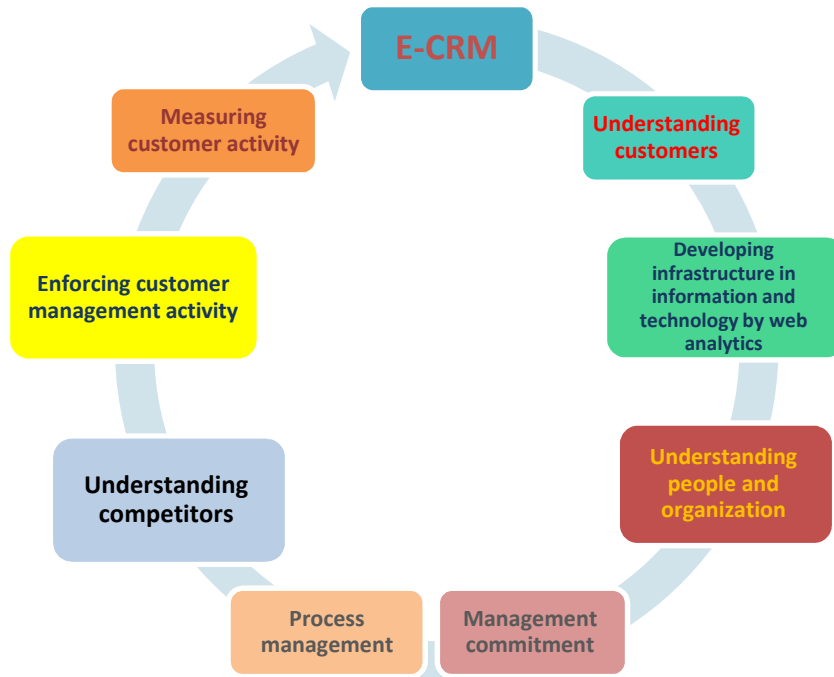 E-CRM
Understanding
customers
Developing
infrastructure in
information and
technology by web
analytics
Understanding
people and
organization
Management
commitment
Process
management
Understanding
competitors
Enforcing customer
management activity
Measuring
customer activity